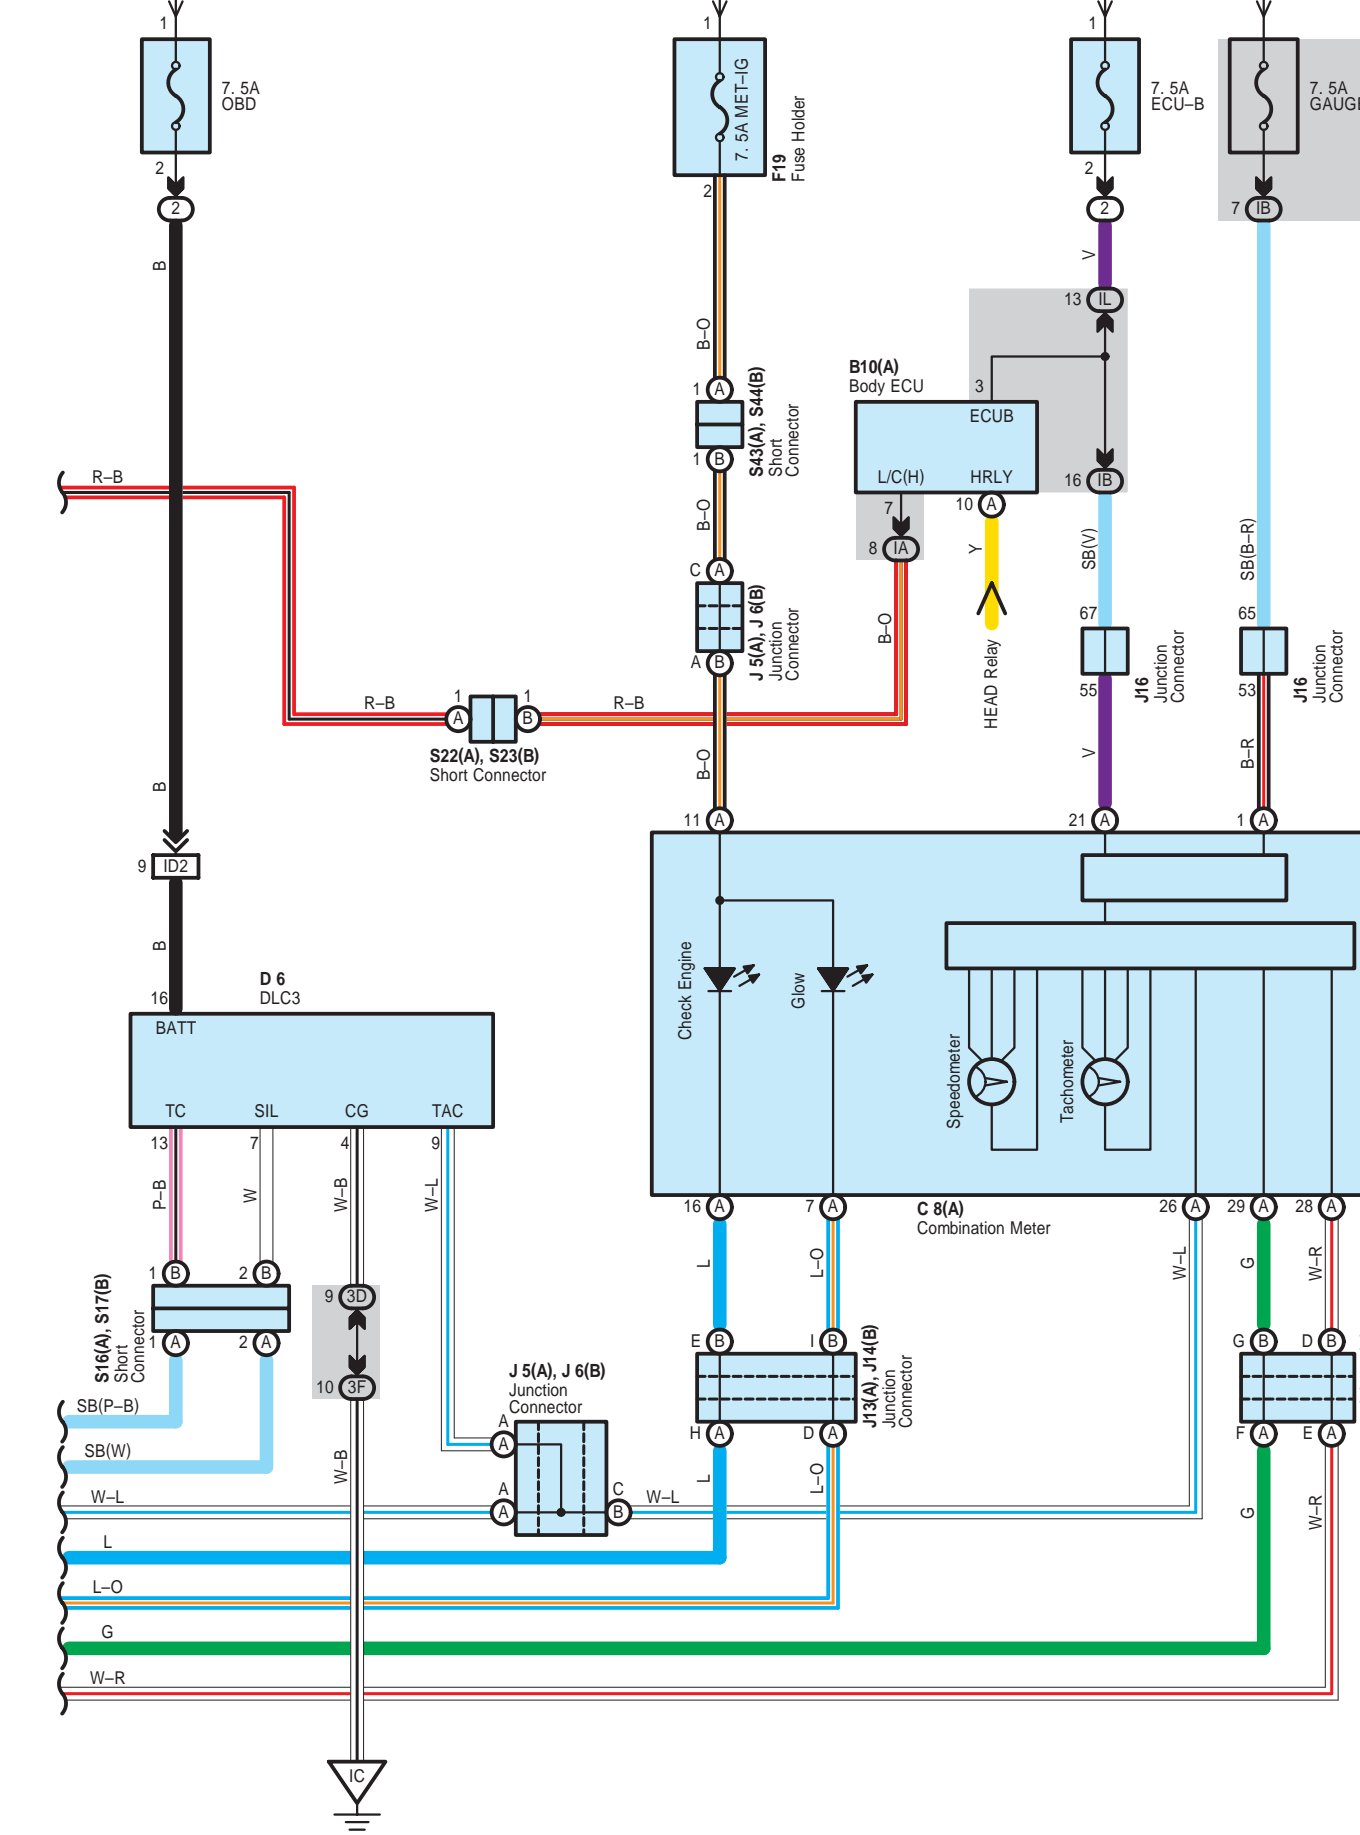 1
1
1
7. 5A
OBD
7. 5A MET–IG
F19
Fuse Holder
7. 5A
ECU–B
7. 5A
2
2
2
2
2
7
IB
B
V
13
IL
B–O
B10(A)
Body ECU
3
ECUB
1
A
S43(A), S44(B)
Short
Connector
1
B
R–B
L/C(H)
HRLY
16
IB
7
10
A
B–O
8
IA
Y
SB(V)
SB(B–R)
C
A
J 5(A), J 6(B)
Junction
Connector
A
B
B–O
HEAD Relay
67
65
J16
Junction
Connector
J16
Junction
Connector
55
53
R–B
1
1
R–B
A
B
S22(A), S23(B)
Short Connector
B–O
V
B–R
B
11
A
21
A
1
A
9
ID2
B
Check Engine
Glow
Speedometer
Tachometer
D 6
DLC3
16
BATT
TC
SIL
CG
TAC
13
7
4
9
P–B
W
W–B
W–L
16
A
7
A
C 8(A)
Combination Meter
26
A
29
A
28
A
L
L–O
W–L
G
W–R
1
B
2
B
S16(A), S17(B)
Short
Connector
1
A
2
A
9
3D
10
3F
E
B
I
B
J13(A), J14(B)
Junction
Connector
G
B
D
B
H
A
D
A
F
A
E
A
J 5(A), J 6(B)
Junction
Connector
A
A
A
A
C
B
SB(P–B)
SB(W)
W–B
W–L
W–L
L
L–O
G
W–R
L
L–O
G
W–R
IC